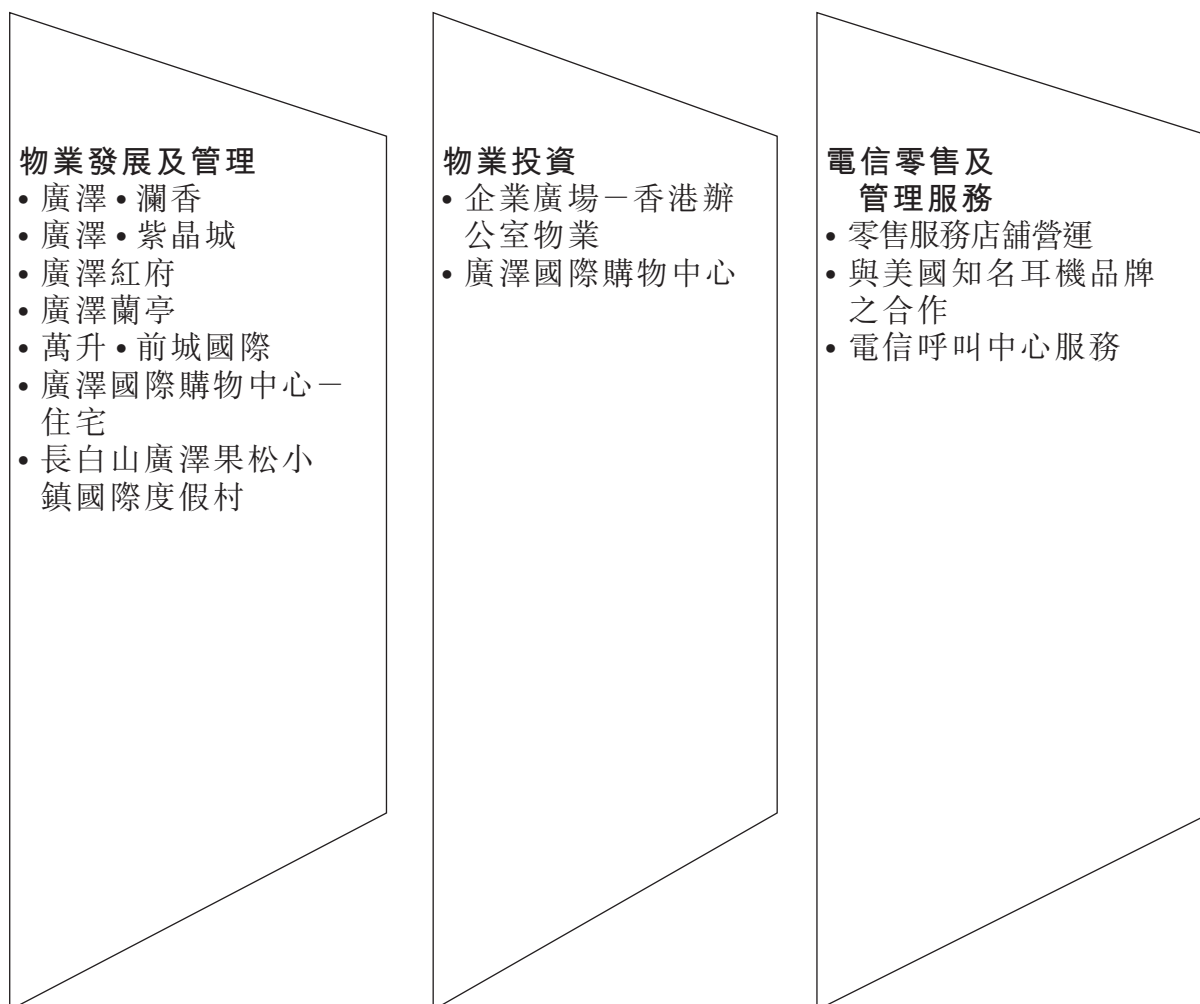 物業發展及管理
• 廣澤•瀾香
• 廣澤•紫晶城
• 廣澤紅府
• 廣澤蘭亭
• 萬升•前城國際
• 廣澤國際購物中心－
住宅
• 長白山廣澤果松小
鎮國際度假村
物業投資
• 企業廣場－香港辦
公室物業
• 廣澤國際購物中心
電信零售及
管理服務
• 零售服務店舖營運
• 與美國知名耳機品牌
之合作
• 電信呼叫中心服務